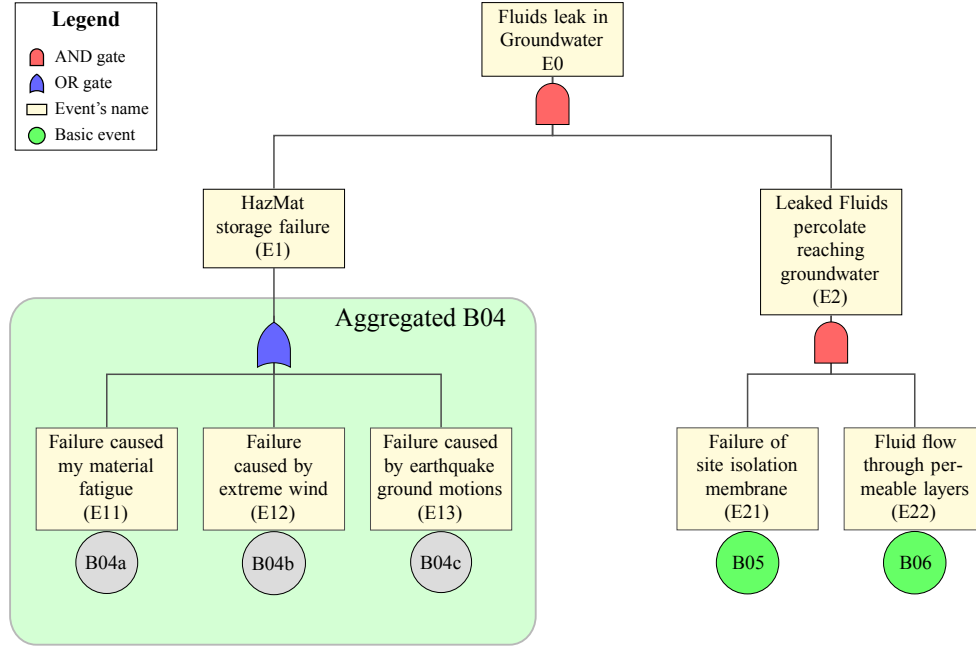 Legend
AND gate
OR gate
Event's name
Basic event
Fluids leak in
Groundwater
E0
HazMat
storage failure
(E1)
Leaked Fluids
percolate
reaching
groundwater
(E2)
Aggregated B04
Failure caused
my material
fatigue
(E11)
Failure
caused by
extreme wind
(E12)
Failure caused
by earthquake
ground motions
(E13)
Failure of
site isolation
membrane
(E21)
Fluid flow
through per-
meable layers
(E22)
B04a
B04b
B04c
B05
B06